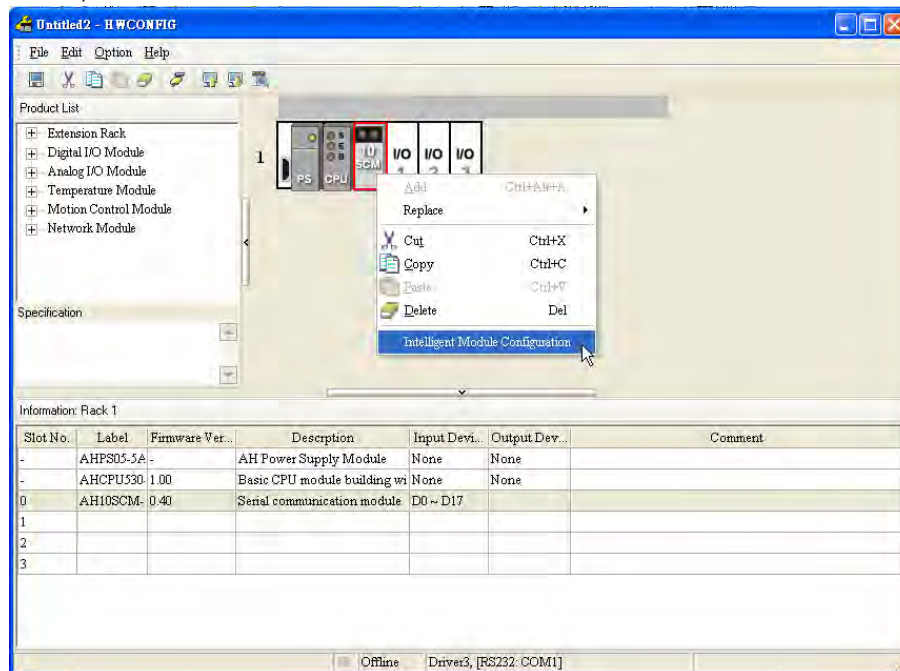 Untitled2 - HWCONFIG
File Edit Option Help
Product List
Extension Rack
Digital I/O Module
Analog I/O Module
Temperature Module
Motion Control Module
Network Module
1
PS CPU 10 SCM I/O 1 I/O 2 I/O 3
Add Ctrl+Alt+A
Replace
Cut Ctrl+X
Copy Ctrl+C
Paste Ctrl+V
Delete Del
Intelligent Module Configuration
Specification
Information: Rack 1
Slot No. Label Firmware Ver... Descrption Input Devi... Output Dev... Comment
- AHPS05-5A - AH Power Supply Module None None
- AHCPU530- 1.00 Basic CPU module building wi None None
0 AH10SCM- 0.40 Serial communication module D0 ~ D17
1
2
3
Offline Driver3, [RS232: COM1]